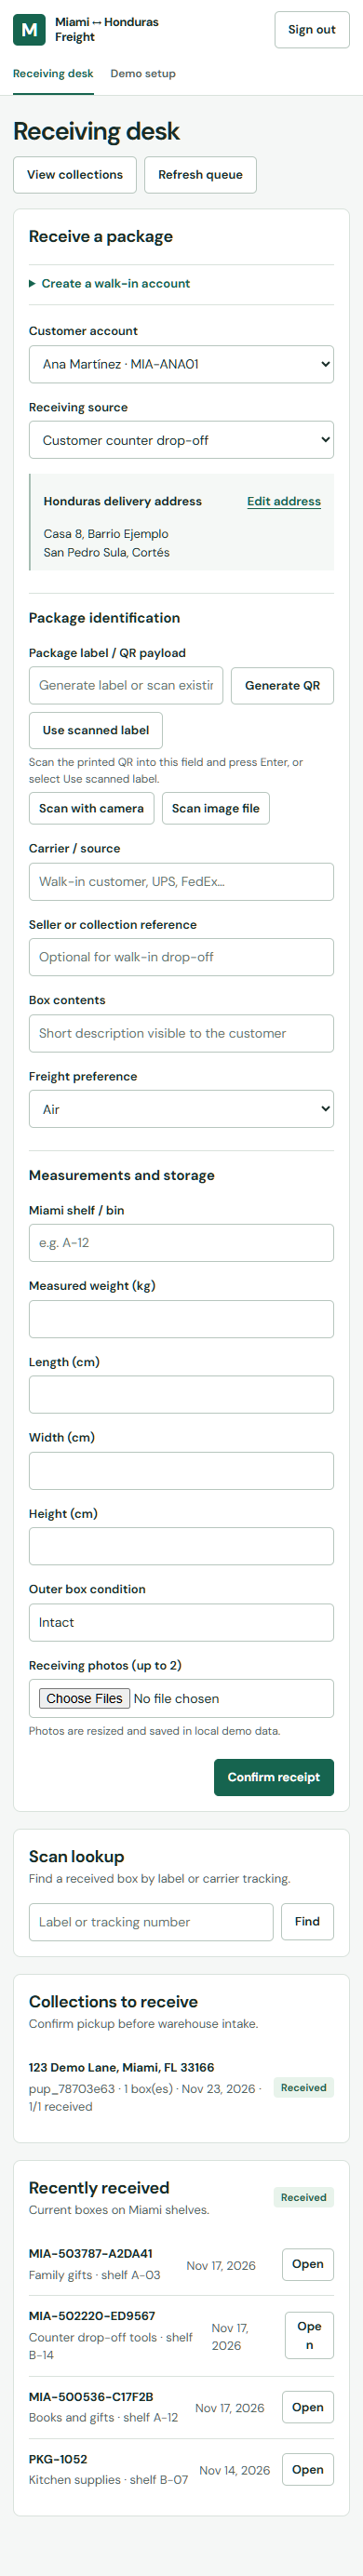 M
Miami ↔ Honduras
Freight
Sign out
Receiving desk
Demo setup
Receiving desk
View collections
Refresh queue
Receive a package
Create a walk-in account
Customer account
Ana Martínez · MIA-ANA01
Receiving source
Customer counter drop-off
Honduras delivery address
Edit address
Casa 8, Barrio Ejemplo
San Pedro Sula, Cortés
Package identification
Package label / QR payload
Generate label or scan existin
Generate QR
Use scanned label
Scan the printed QR into this field and press Enter, or
select Use scanned label.
Scan with camera
Scan image file
Carrier / source
Walk-in customer, UPS, FedEx…
Seller or collection reference
Optional for walk-in drop-off
Box contents
Short description visible to the customer
Freight preference
Air
Measurements and storage
Miami shelf / bin
e.g. A-12
Measured weight (kg)
Length (cm)
Width (cm)
Height (cm)
Outer box condition
Intact
Receiving photos (up to 2)
Choose Files No file chosen
Photos are resized and saved in local demo data.
Confirm receipt
Scan lookup
Find a received box by label or carrier tracking.
Label or tracking number
Find
Collections to receive
Confirm pickup before warehouse intake.
123 Demo Lane, Miami, FL 33166
pup_78703e63 · 1 box(es) · Nov 23, 2026 ·
1/1 received
Received
Recently received
Current boxes on Miami shelves.
Received
MIA-503787-A2DA41
Family gifts · shelf A-03
Nov 17, 2026
Open
MIA-502220-ED9567
Counter drop-off tools · shelf
B-14
Nov 17,
2026
Ope
n
MIA-500536-C17F2B
Books and gifts · shelf A-12
Nov 17, 2026
Open
PKG-1052
Kitchen supplies · shelf B-07
Nov 14, 2026
Open